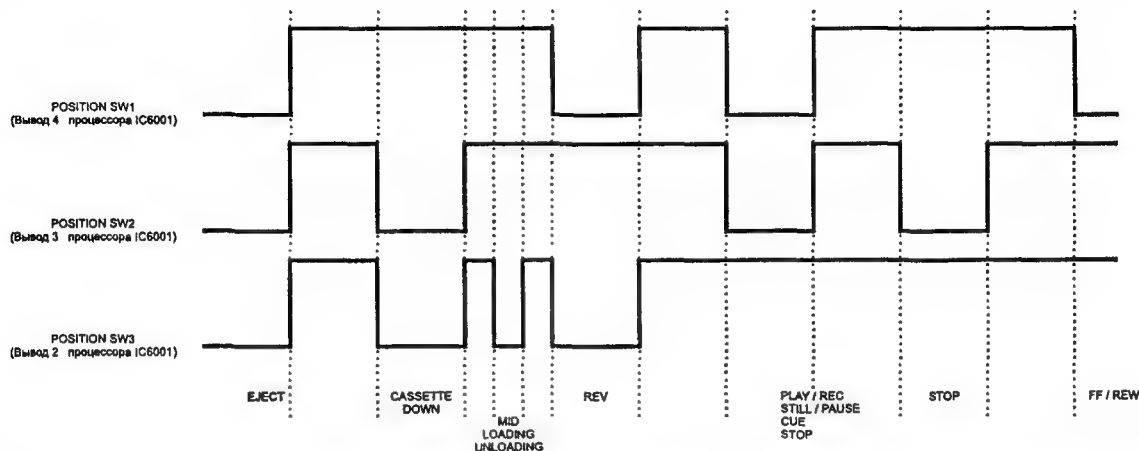 POSITION SW1
(Вывод 4 процессора IC6001)
POSITION SW2
(Вывод 3 процессора IC6001)
POSITION SW3
(Вывод 2 процессора IC6001)
EJECT
CASSETTE
DOWN
MID
LOADING
UNLOADING
REV
PLAY / REC
STILL / PAUSE
CUE
STOP
STOP
FF / REW